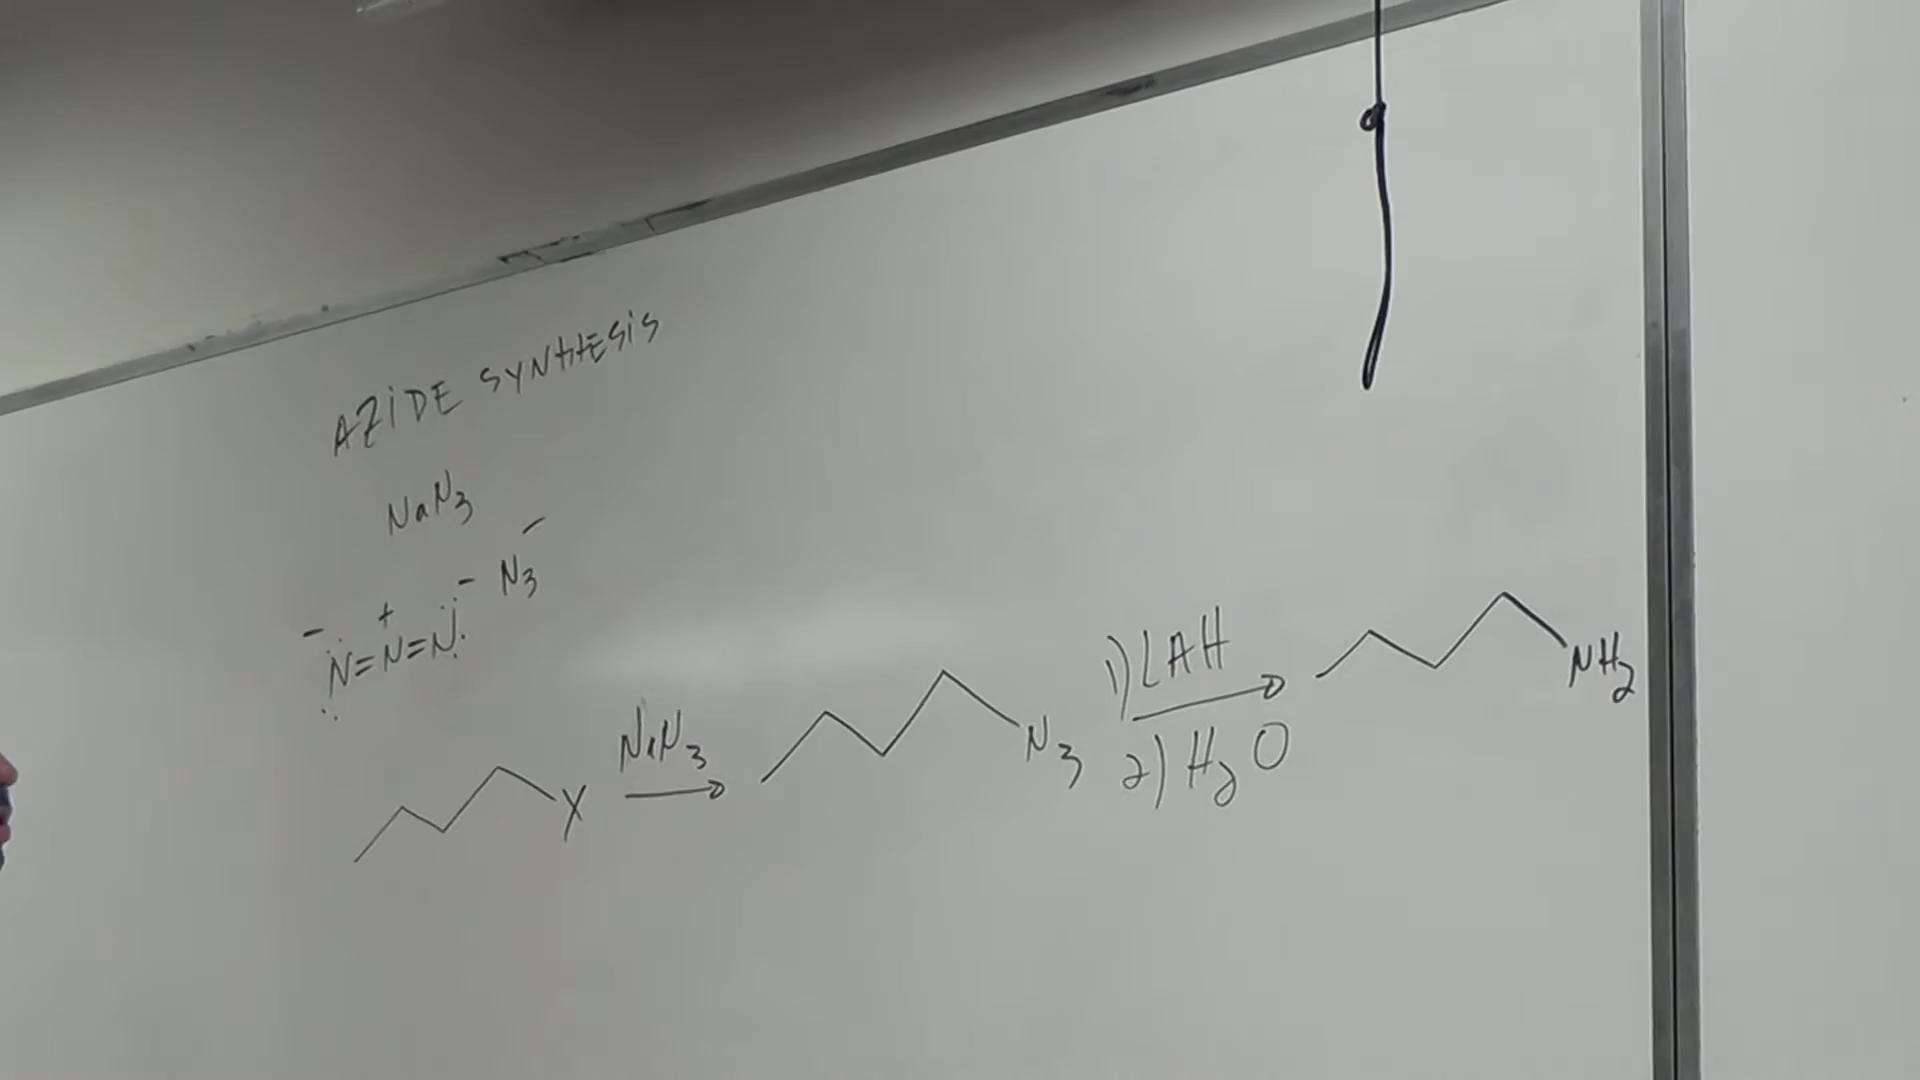 AZIDE SYNTHESIS
NaN3
N3⁻
⁻N=N⁺=N⁻
X
NaN3
N3
1) LAH
2) H2O
NH2